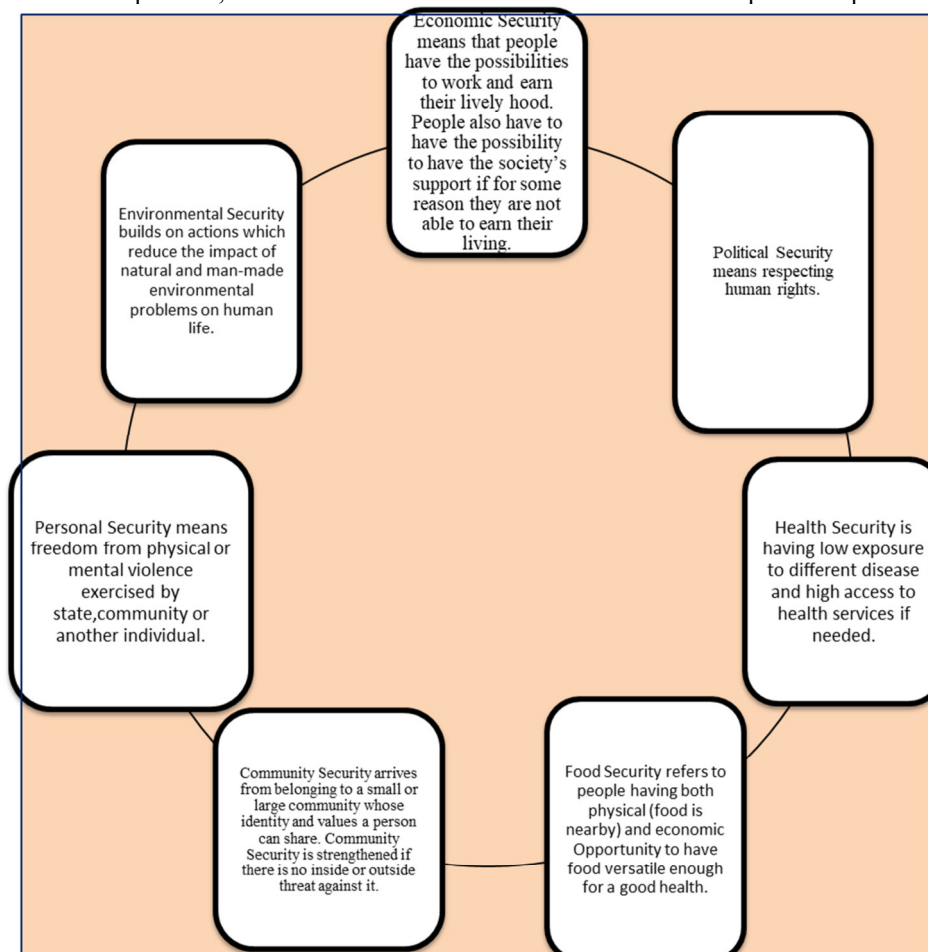 Economic Security
means that people
have the possibilities
to work and earn
their lively hood.
People also have to
have the possibility
to have the society's
support if for some
reason they are not
able to earn their
living.
Political Security
means respecting
human rights.
Health Security is
having low exposure
to different disease
and high access to
health services if
needed.
Food Security refers to
people having both
physical (food is
nearby) and economic
Opportunity to have
food versatile enough
for a good health.
Community Security arrives
from belonging to a small or
large community whose
identity and values a person
can share. Community
Security is strengthened if
there is no inside or outside
threat against it.
Personal Security means
freedom from physical or
mental violence
exercised by
state,community or
another individual.
Environmental Security
builds on actions which
reduce the impact of
natural and man-made
environmental
problems on human
life.